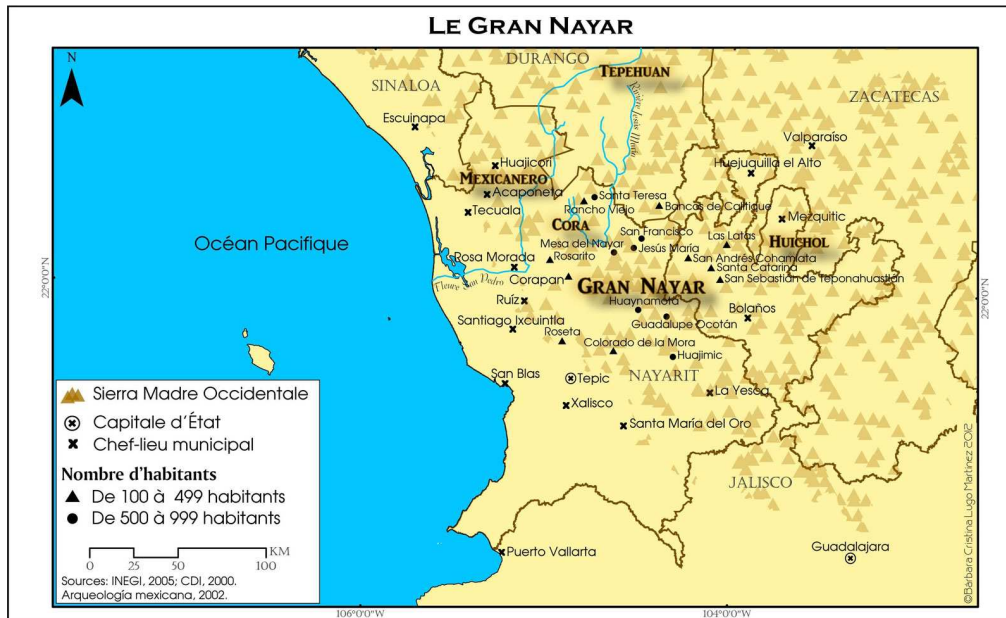 LE GRAN NAYAR
N
DURANGO
TEPEHUAN
SINALOA
Rivière Jesús María
ZACATECAS
Escuinapa
Valparaíso
Huajicori
Huejuquilla el Alto
MEXICANERO
Acaponeta
Santa Teresa
Rancho Viejo
Bancos de Calitique
Tecuala
Mezquitic
CORA
San Francisco
Las Latas
HUICHOL
Océan Pacifique
Mesa del Nayar
Jesús María
Rosa Morada
Rosarito
San Andrés Cohamiata
Santa Catarina
Corapan
San Sebastián de Teponahuastlán
22°0'0"N
Fleuve San Pedro
GRAN NAYAR
22°0'0"N
Ruíz
Huaynamota
Bolaños
Santiago Ixcuintla
Guadalupe Ocotán
Roseta
Colorado de la Mora
Huajimic
San Blas
Tepic
NAYARIT
La Yesca
Xalisco
Santa María del Oro
Sierra Madre Occidentale
Capitale d'État
Chef-lieu municipal
Nombre d'habitants
De 100 à 499 habitants
De 500 à 999 habitants
KM
0 25 50 100
Sources: INEGI, 2005; CDI, 2000.
Arqueología mexicana, 2002.
JALISCO
Puerto Vallarta
Guadalajara
©Bárbara Cristina Lugo Martínez 2012
106°0'0"W
104°0'0"W